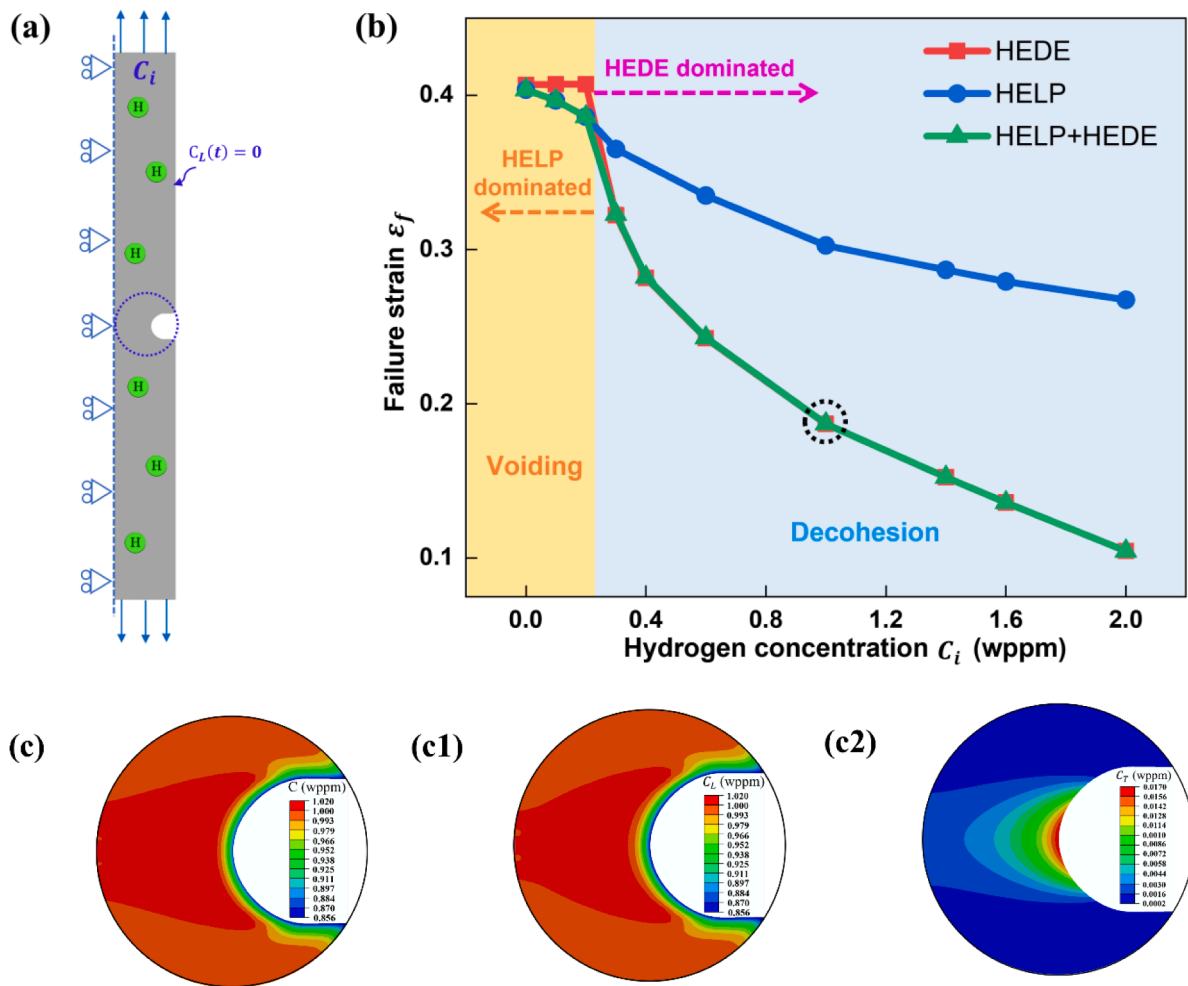 (a)
C_i
H
C_L(t) = 0
H
H
H
H
H
(b)
HEDE dominated
HEDE
HELP
HELP+HEDE
HELP
dominated
Voiding
Decohesion
Failure strain ε_f
0.4
0.3
0.2
0.1
0.0
0.4
0.8
1.2
1.6
2.0
Hydrogen concentration C_i (wppm)
(c)
C (wppm)
1.020
1.000
0.993
0.979
0.966
0.952
0.938
0.925
0.911
0.897
0.884
0.870
0.856
(c1)
C_L (wppm)
1.020
1.000
0.993
0.979
0.966
0.952
0.938
0.925
0.911
0.897
0.884
0.870
0.856
(c2)
C_T (wppm)
0.0170
0.0156
0.0142
0.0128
0.0114
0.0010
0.0086
0.0072
0.0058
0.0044
0.0030
0.0016
0.0002